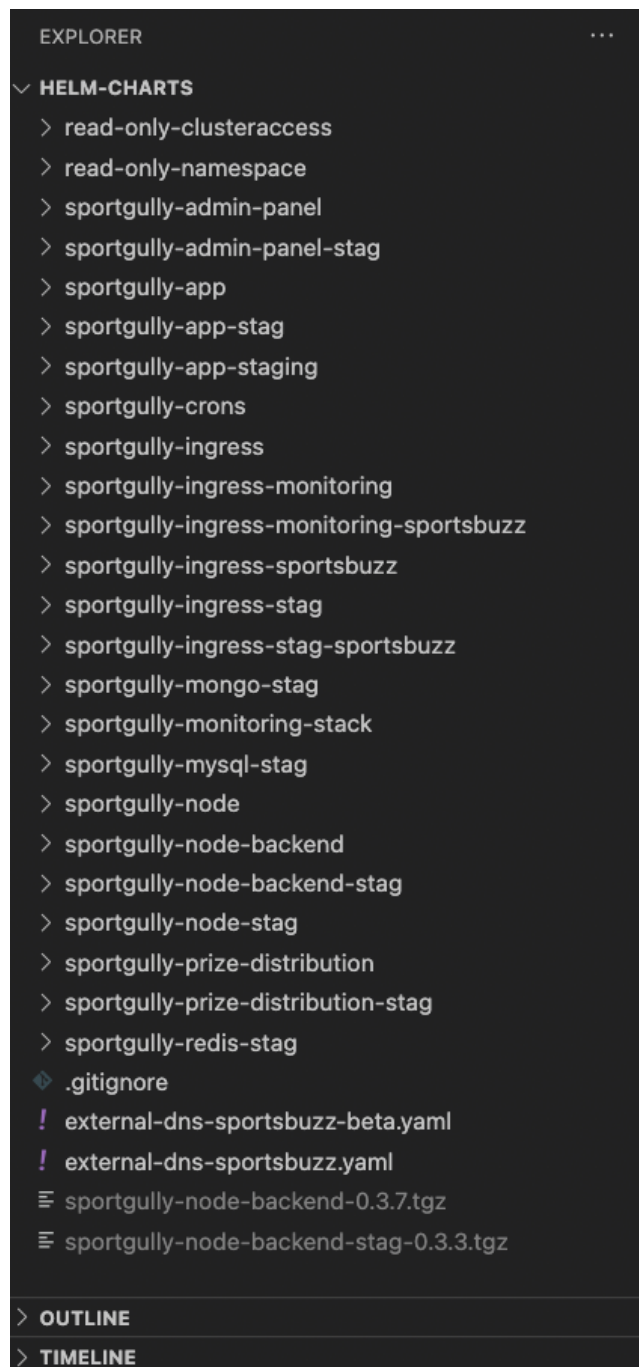 EXPLORER
HELM-CHARTS
read-only-clusteraccess
read-only-namespace
sportgully-admin-panel
sportgully-admin-panel-stag
sportgully-app
sportgully-app-stag
sportgully-app-staging
sportgully-crons
sportgully-ingress
sportgully-ingress-monitoring
sportgully-ingress-monitoring-sportsbuzz
sportgully-ingress-sportsbuzz
sportgully-ingress-stag
sportgully-ingress-stag-sportsbuzz
sportgully-mongo-stag
sportgully-monitoring-stack
sportgully-mysql-stag
sportgully-node
sportgully-node-backend
sportgully-node-backend-stag
sportgully-node-stag
sportgully-prize-distribution
sportgully-prize-distribution-stag
sportgully-redis-stag
.gitignore
external-dns-sportsbuzz-beta.yaml
external-dns-sportsbuzz.yaml
sportgully-node-backend-0.3.7.tgz
sportgully-node-backend-stag-0.3.3.tgz
OUTLINE
TIMELINE